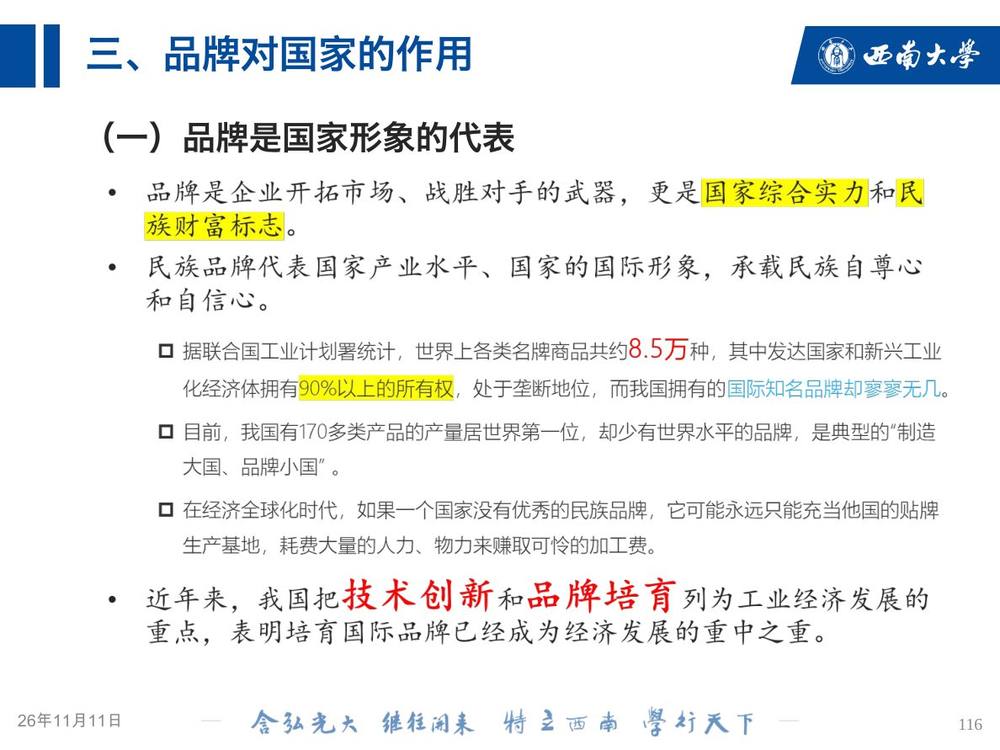 三、品牌对国家的作用
西南大学
（一）品牌是国家形象的代表
• 品牌是企业开拓市场、战胜对手的武器，更是国家综合实力和民
族财富标志。
• 民族品牌代表国家产业水平、国家的国际形象，承载民族自尊心
和自信心。
据联合国工业计划署统计，世界上各类名牌商品共约8.5万种，其中发达国家和新兴工业
化经济体拥有90%以上的所有权，处于垄断地位，而我国拥有的国际知名品牌却寥寥无几。
目前，我国有170多类产品的产量居世界第一位，却少有世界水平的品牌，是典型的“制造
大国、品牌小国”。
在经济全球化时代，如果一个国家没有优秀的民族品牌，它可能永远只能充当他国的贴牌
生产基地，耗费大量的人力、物力来赚取可怜的加工费。
• 近年来，我国把技术创新和品牌培育列为工业经济发展的
重点，表明培育国际品牌已经成为经济发展的重中之重。
26年11月11日
含弘光大 继往开来 特立西南 学行天下
116